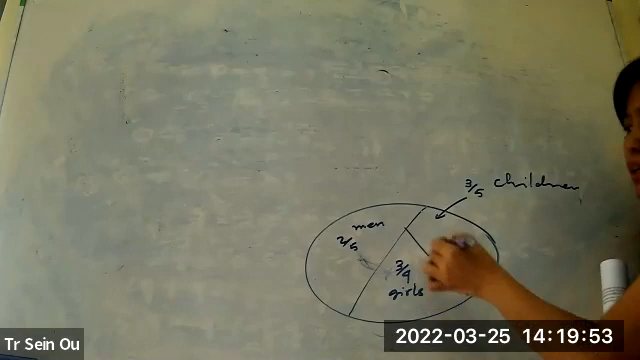 3/5 children
men
2/5
3/4
girls
Tr Sein Ou
2022-03-25 14:19:53